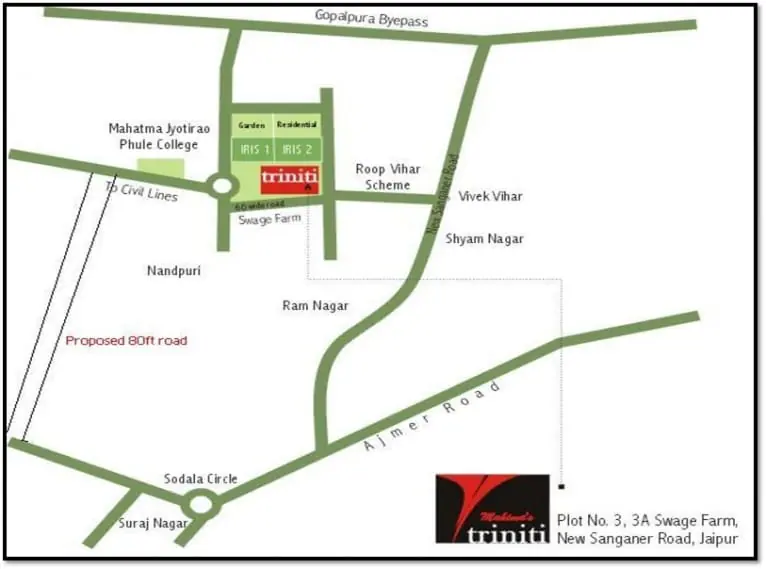 Gopalpura Byepass
Mahatma Jyotirao
Phule College
Garden Residential
IRIS 1 IRIS 2
triniti
Roop Vihar
Scheme
To Civil Lines
60 wide road
Swage Farm
New Sanganer Road
Vivek Vihar
Shyam Nagar
Nandpuri
Ram Nagar
Proposed 80ft road
Ajmer Road
Sodala Circle
Suraj Nagar
Mahima's
triniti
Plot No. 3, 3A Swage Farm,
New Sanganer Road, Jaipur